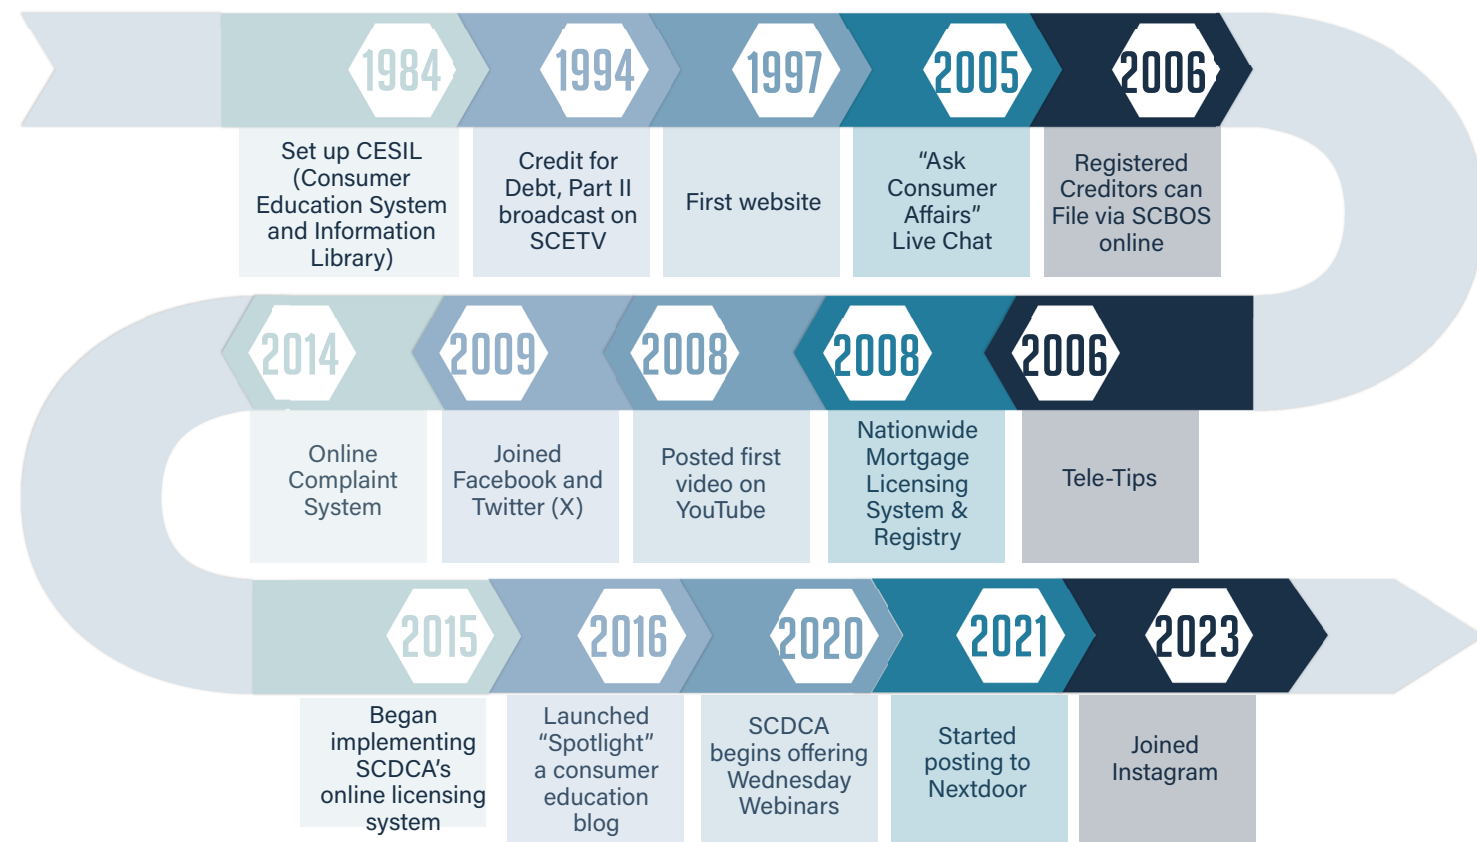 1984
Set up CESIL
(Consumer
Education System
and Information
Library)
1994
Credit for
Debt, Part II
broadcast on
SCETV
1997
First website
2005
“Ask
Consumer
Affairs”
Live Chat
2006
Registered
Creditors can
File via SCBOS
online
2006
Tele-Tips
2008
Nationwide
Mortgage
Licensing
System &
Registry
2008
Posted first
video on
YouTube
2009
Joined
Facebook and
Twitter (X)
2014
Online
Complaint
System
2015
Began
implementing
SCDCA’s
online licensing
system
2016
Launched
“Spotlight”
a consumer
education
blog
2020
SCDCA
begins offering
Wednesday
Webinars
2021
Started
posting to
Nextdoor
2023
Joined
Instagram